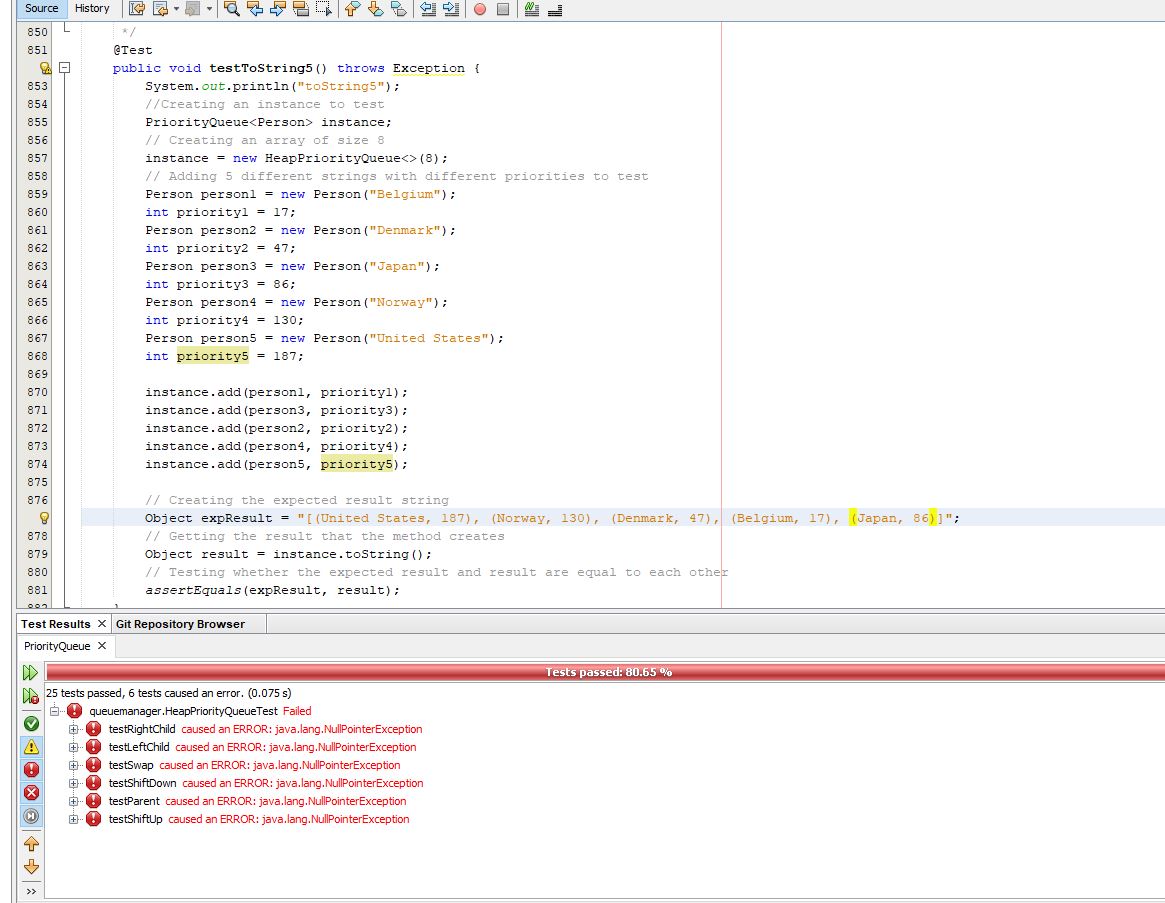 Source History
850 */
851 @Test
public void testToString5() throws Exception {
853 System.out.println("toString5");
854 //Creating an instance to test
855 PriorityQueue<Person> instance;
856 // Creating an array of size 8
857 instance = new HeapPriorityQueue<>(8);
858 // Adding 5 different strings with different priorities to test
859 Person person1 = new Person("Belgium");
860 int priority1 = 17;
861 Person person2 = new Person("Denmark");
862 int priority2 = 47;
863 Person person3 = new Person("Japan");
864 int priority3 = 86;
865 Person person4 = new Person("Norway");
866 int priority4 = 130;
867 Person person5 = new Person("United States");
868 int priority5 = 187;
869
870 instance.add(person1, priority1);
871 instance.add(person3, priority3);
872 instance.add(person2, priority2);
873 instance.add(person4, priority4);
874 instance.add(person5, priority5);
875
876 // Creating the expected result string
Object expResult = "[(United States, 187), (Norway, 130), (Denmark, 47), (Belgium, 17), (Japan, 86)]";
878 // Getting the result that the method creates
879 Object result = instance.toString();
880 // Testing whether the expected result and result are equal to each other
881 assertEquals(expResult, result);
882 }
Test Results Git Repository Browser
PriorityQueue
Tests passed: 80.65 %
25 tests passed, 6 tests caused an error. (0.075 s)
queuemanager.HeapPriorityQueueTest Failed
testRightChild caused an ERROR: java.lang.NullPointerException
testLeftChild caused an ERROR: java.lang.NullPointerException
testSwap caused an ERROR: java.lang.NullPointerException
testShiftDown caused an ERROR: java.lang.NullPointerException
testParent caused an ERROR: java.lang.NullPointerException
testShiftUp caused an ERROR: java.lang.NullPointerException